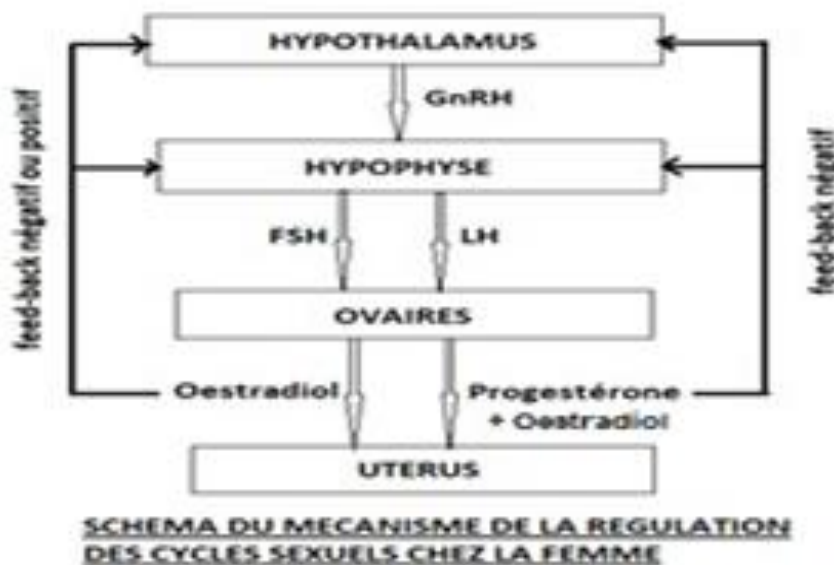 HYPOTHALAMUS
GnRH
HYPOPHYSE
FSH LH
OVAIRES
Oestradiol Progestérone
+ Oestradiol
UTERUS
feed-back négatif ou positif
feed-back négatif
SCHEMA DU MECANISME DE LA REGULATION
DES CYCLES SEXUELS CHEZ LA FEMME